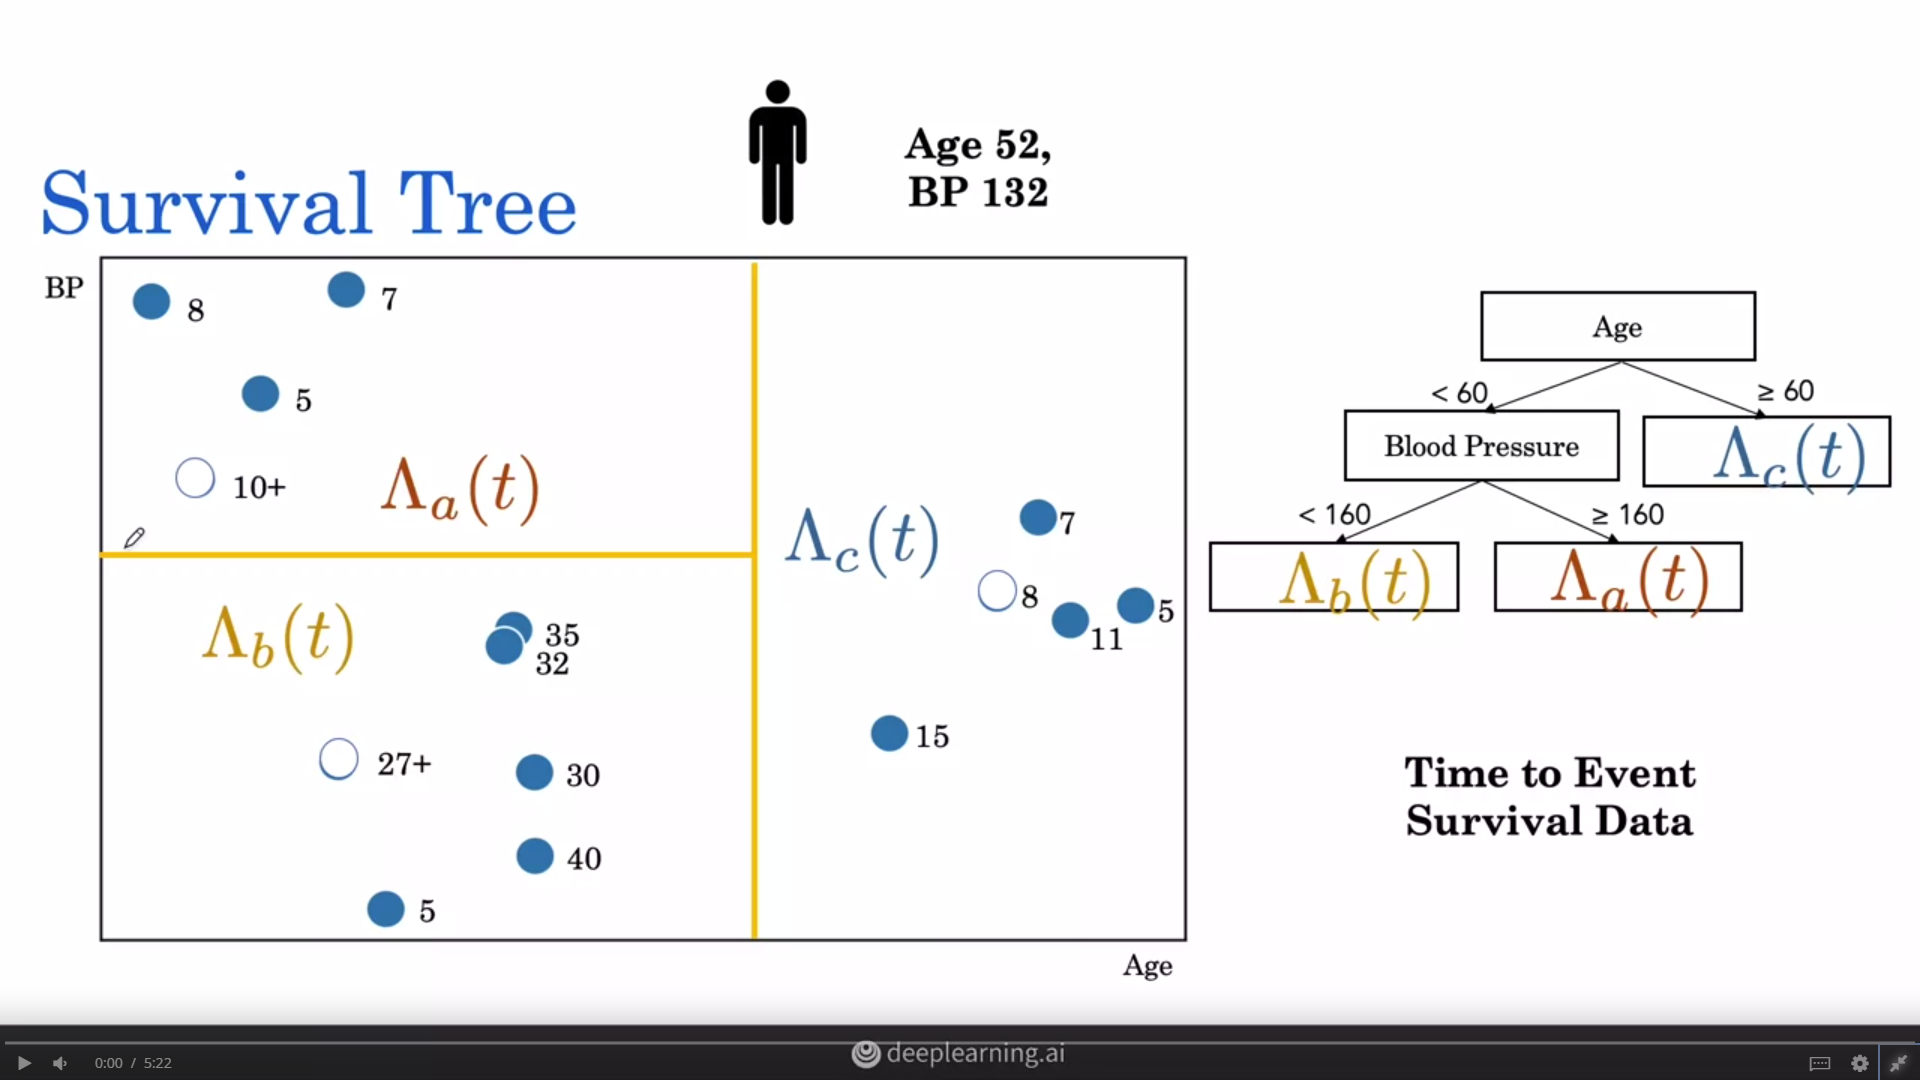 Survival Tree
Age 52,
BP 132
BP
8
7
5
10+
Λa(t)
Λb(t)
35
32
27+
30
40
5
Λc(t)
7
8
11
5
15
Age
Age
< 60
≥ 60
Blood Pressure
Λc(t)
< 160
≥ 160
Λb(t)
Λa(t)
Time to Event
Survival Data
0:00 / 5:22
deeplearning.ai